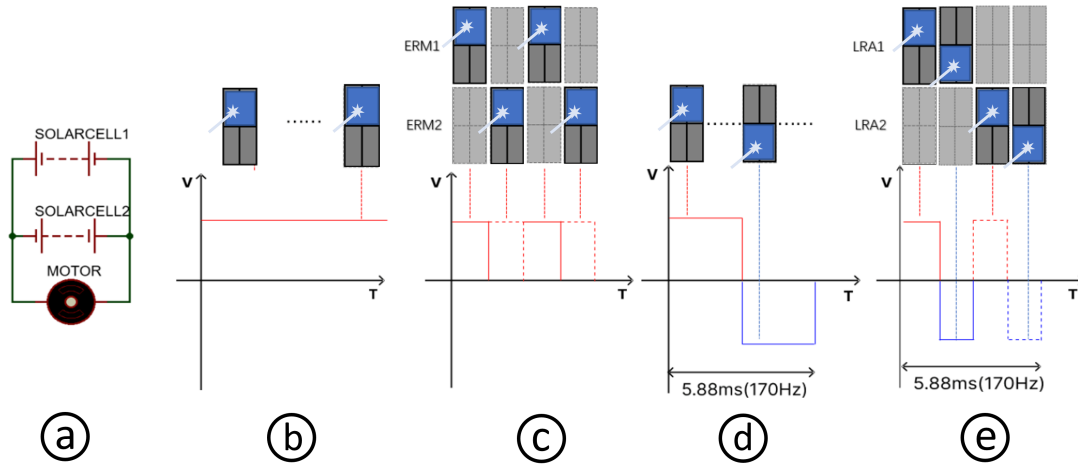 SOLARCELL1
SOLARCELL2
MOTOR
a
......
V
T
b
ERM1
ERM2
V
T
c
V
T
5.88ms(170Hz)
d
LRA1
LRA2
V
T
5.88ms(170Hz)
e